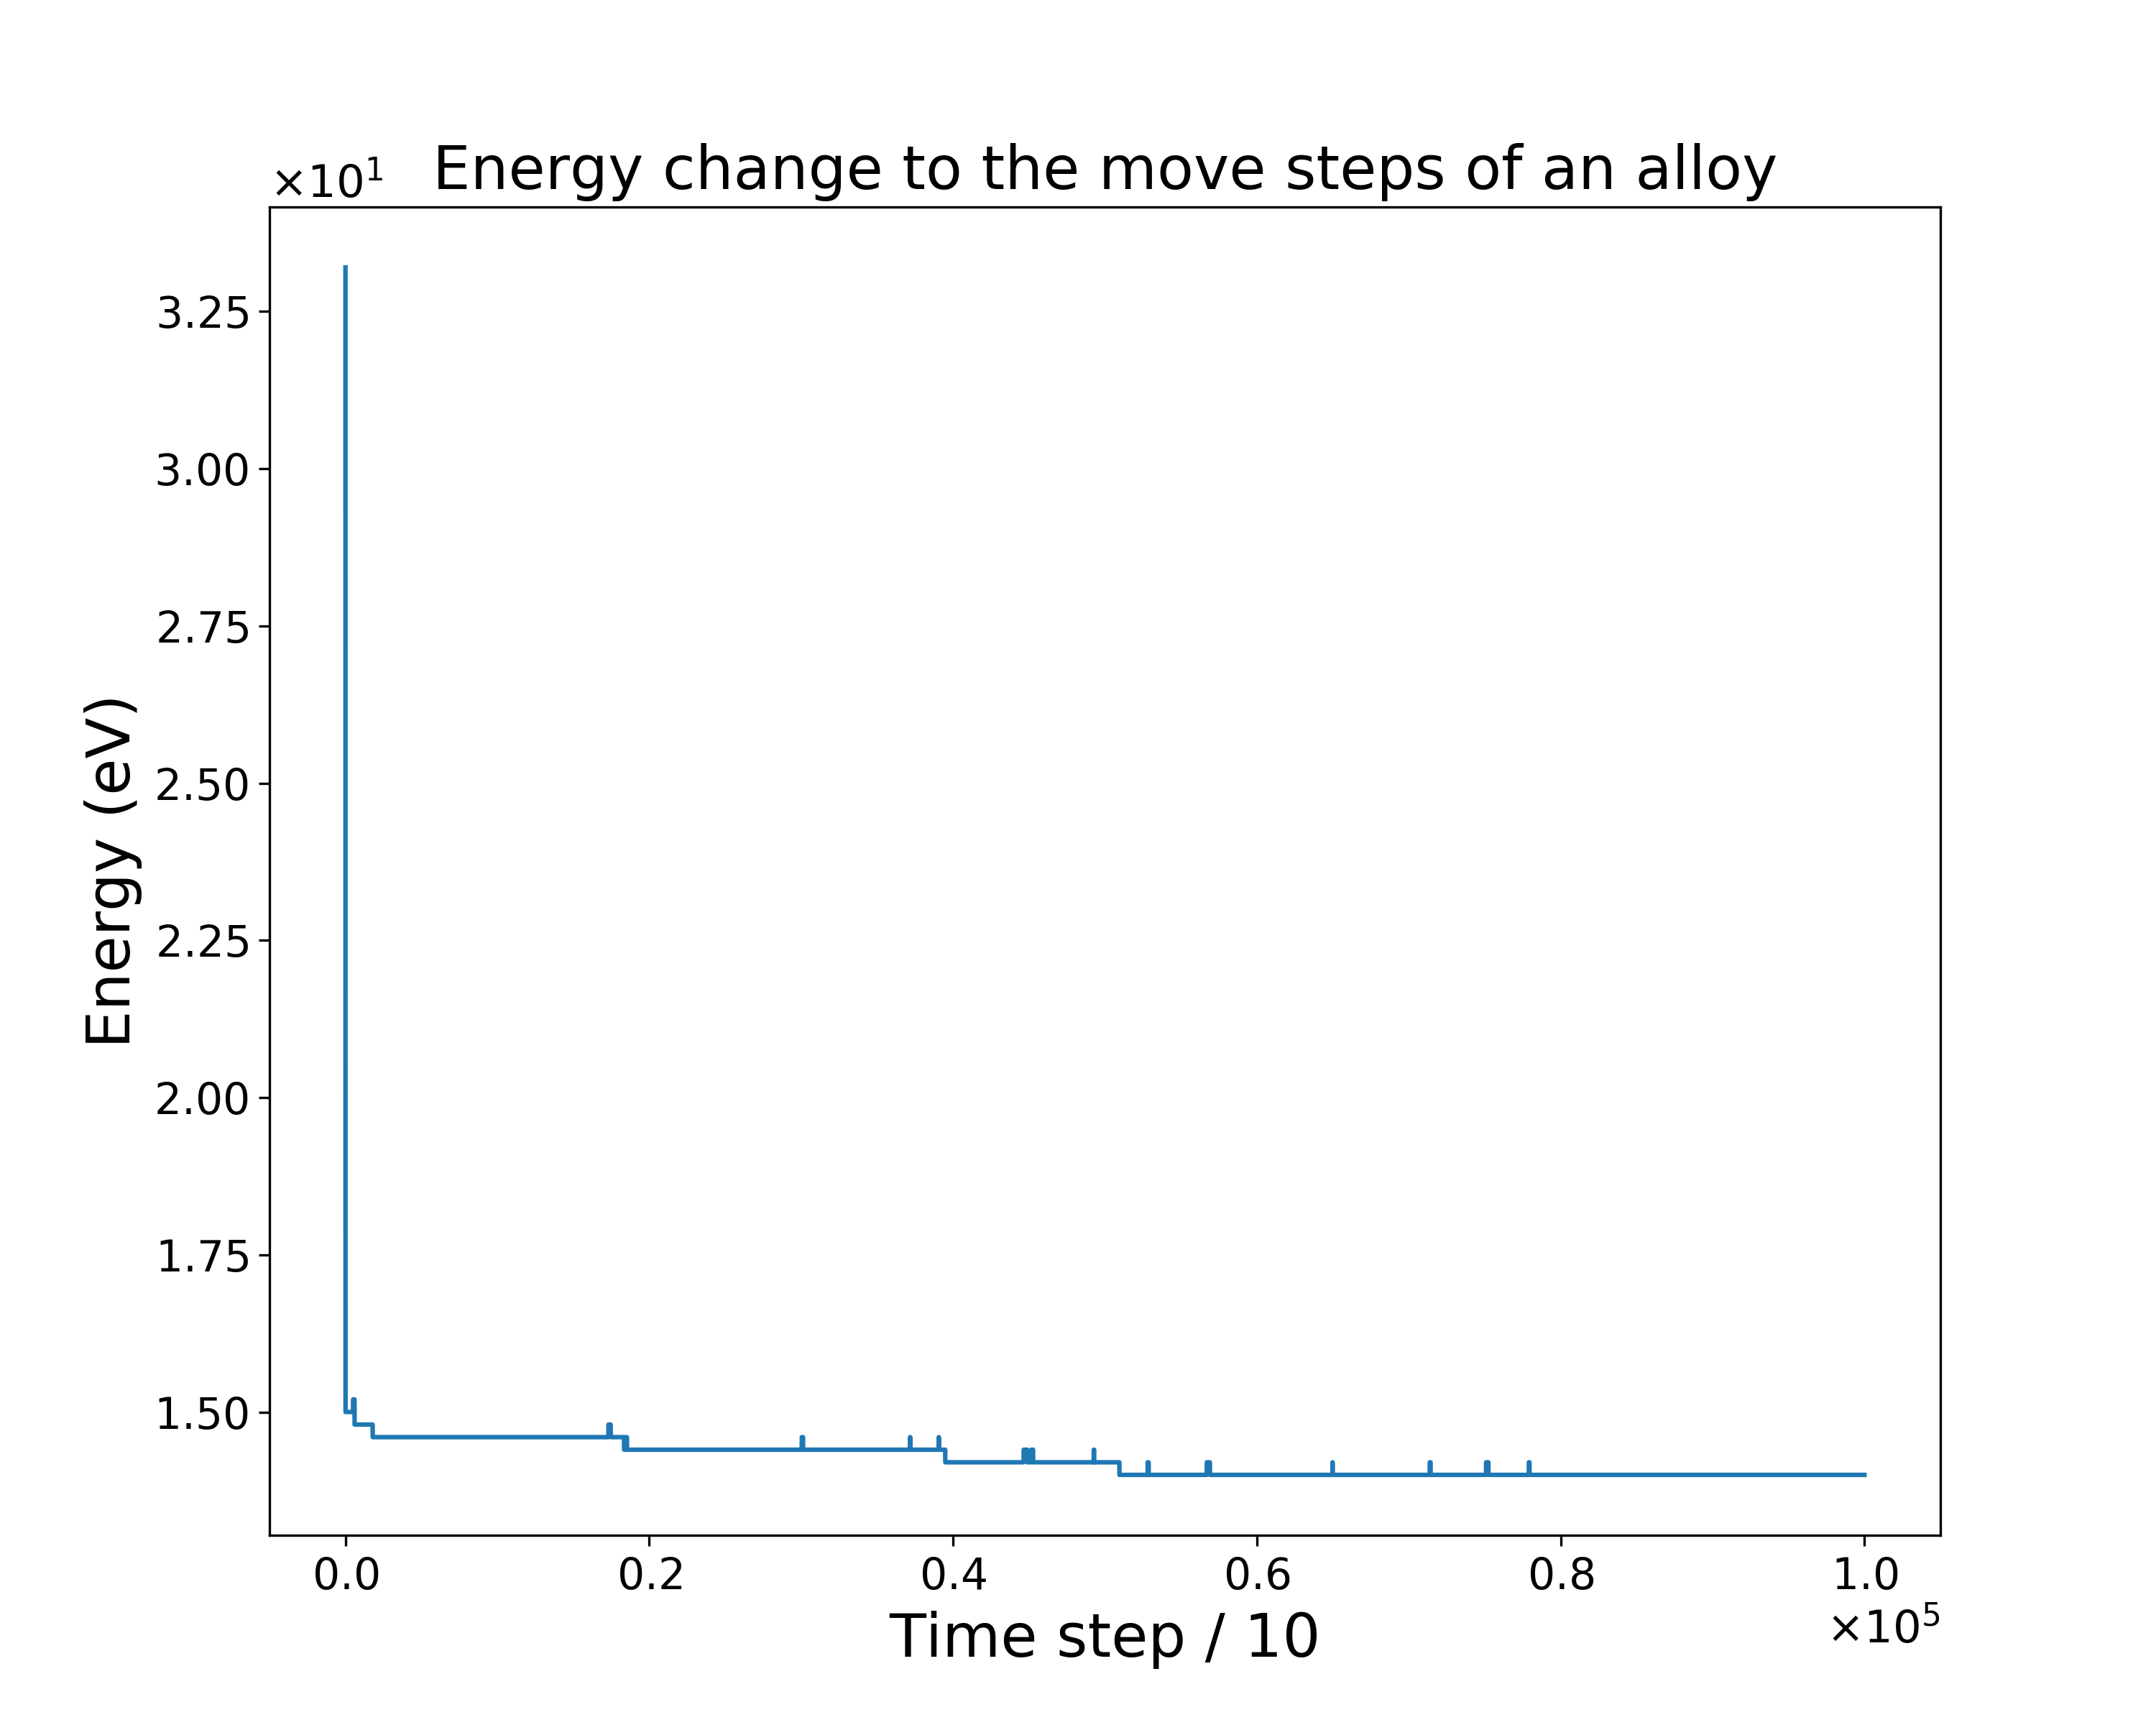 Energy change to the move steps of an alloy
×10¹
3.25
3.00
2.75
2.50
2.25
2.00
1.75
1.50
Energy (eV)
0.0 0.2 0.4 0.6 0.8 1.0
×10⁵
Time step / 10